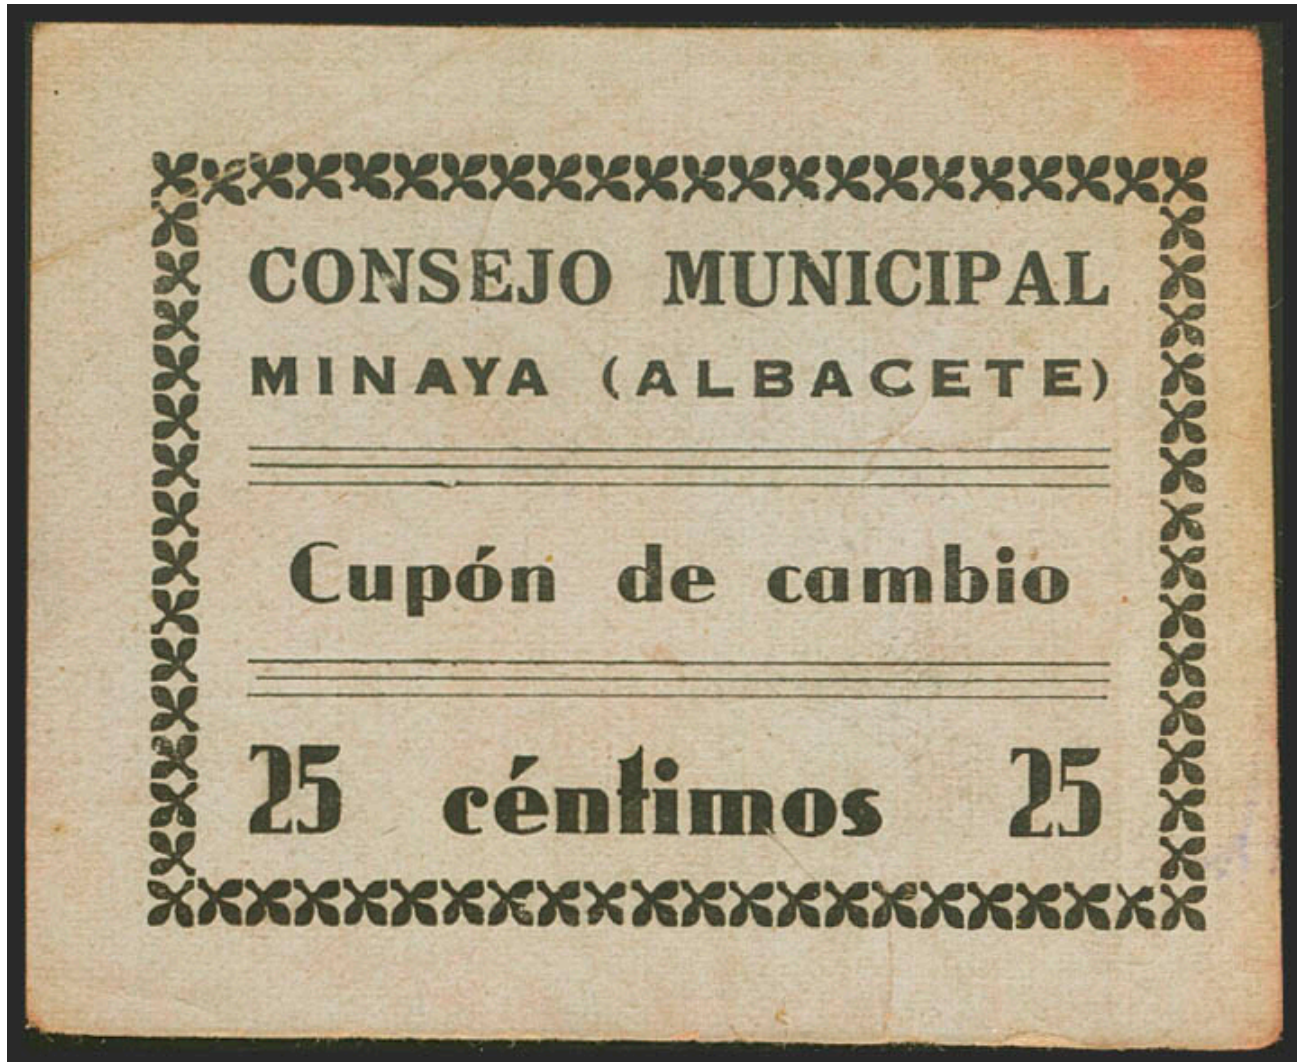 CONSEJO MUNICIPAL
MINAYA (ALBACETE)
Cupón de cambio
25 céntimos 25